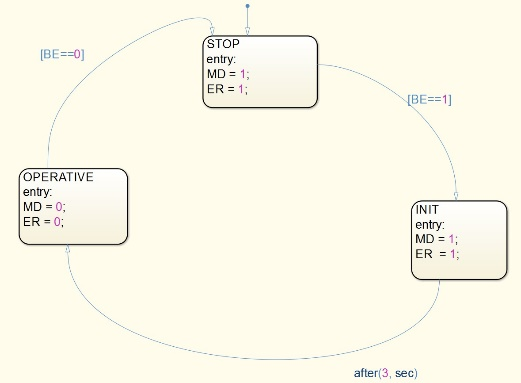 STOP
entry:
MD = 1;
ER = 1;
[BE==0]
[BE==1]
OPERATIVE
entry:
MD = 0;
ER = 0;
INIT
entry:
MD = 1;
ER  = 1;
after(3, sec)